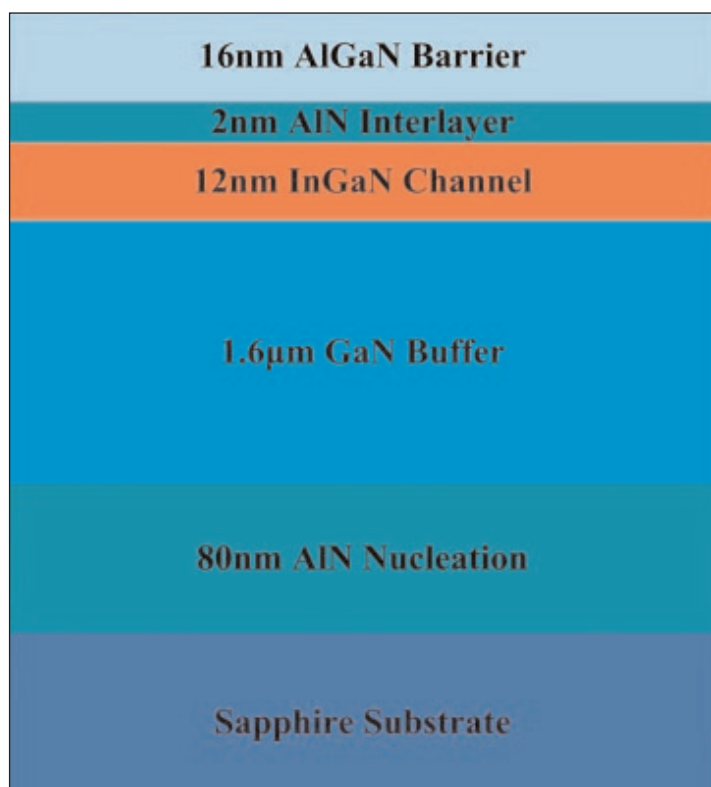 16nm AlGaN Barrier
2nm AlN Interlayer
12nm InGaN Channel
1.6μm GaN Buffer
80nm AlN Nucleation
Sapphire Substrate